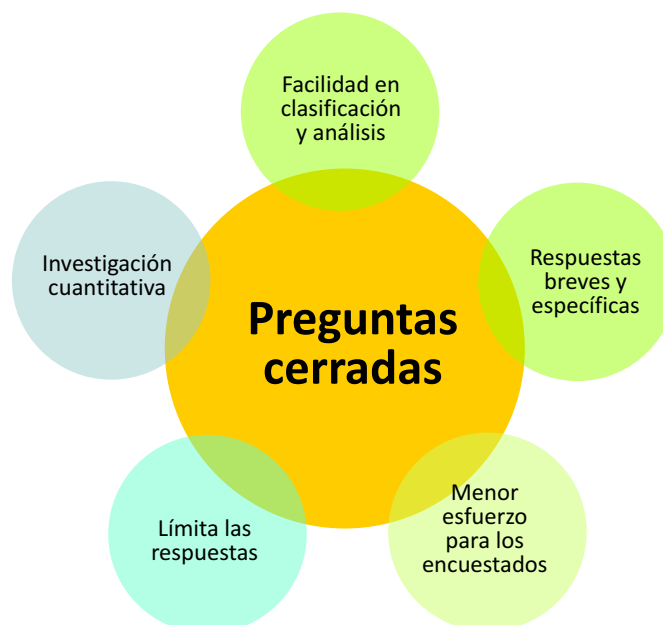 Facilidad en
clasificación
y análisis
Investigación
cuantitativa
Respuestas
breves y
específicas
Preguntas
cerradas
Límita las
respuestas
Menor
esfuerzo
para los
encuestados